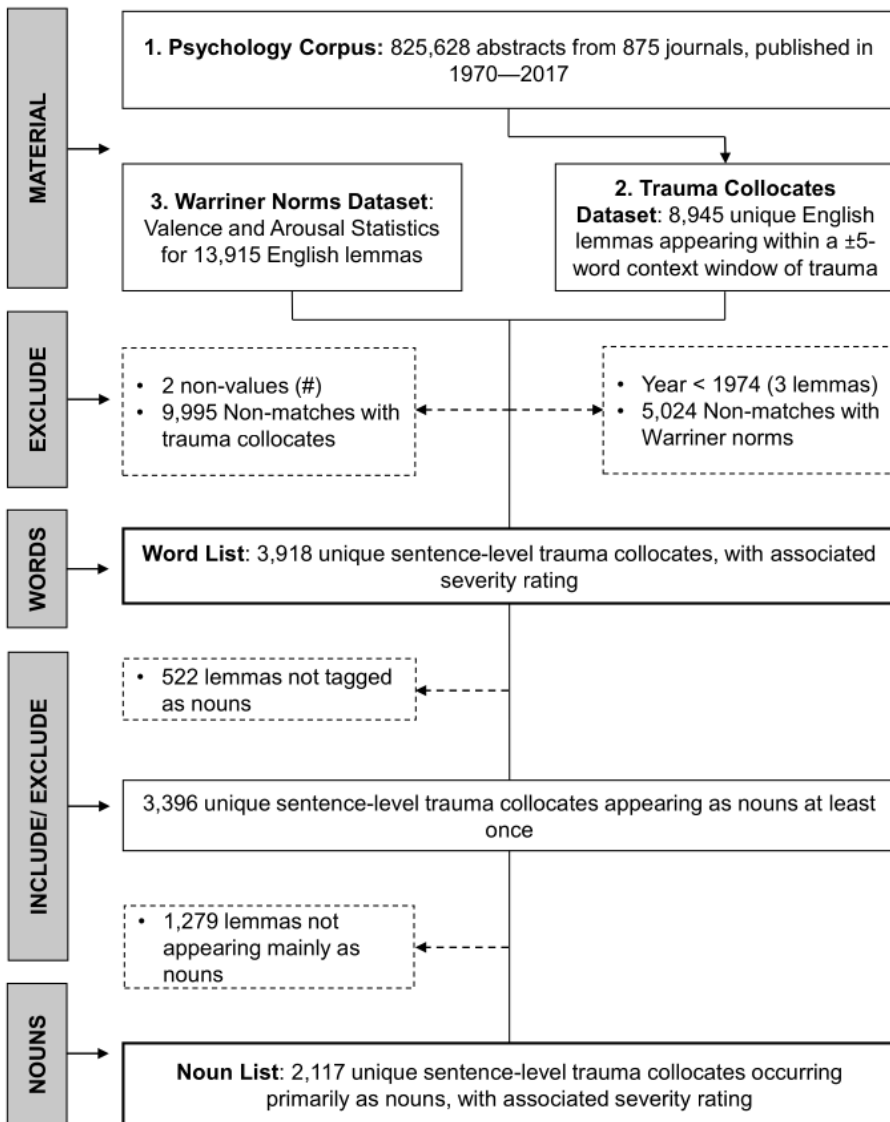 MATERIAL
1. Psychology Corpus: 825,628 abstracts from 875 journals, published in
1970—2017
3. Warriner Norms Dataset:
Valence and Arousal Statistics
for 13,915 English lemmas
2. Trauma Collocates
Dataset: 8,945 unique English
lemmas appearing within a ±5-
word context window of trauma
EXCLUDE
• 2 non-values (#)
• 9,995 Non-matches with
trauma collocates
• Year < 1974 (3 lemmas)
• 5,024 Non-matches with
Warriner norms
WORDS
Word List: 3,918 unique sentence-level trauma collocates, with associated
severity rating
INCLUDE/ EXCLUDE
• 522 lemmas not tagged
as nouns
3,396 unique sentence-level trauma collocates appearing as nouns at least
once
• 1,279 lemmas not
appearing mainly as
nouns
NOUNS
Noun List: 2,117 unique sentence-level trauma collocates occurring
primarily as nouns, with associated severity rating